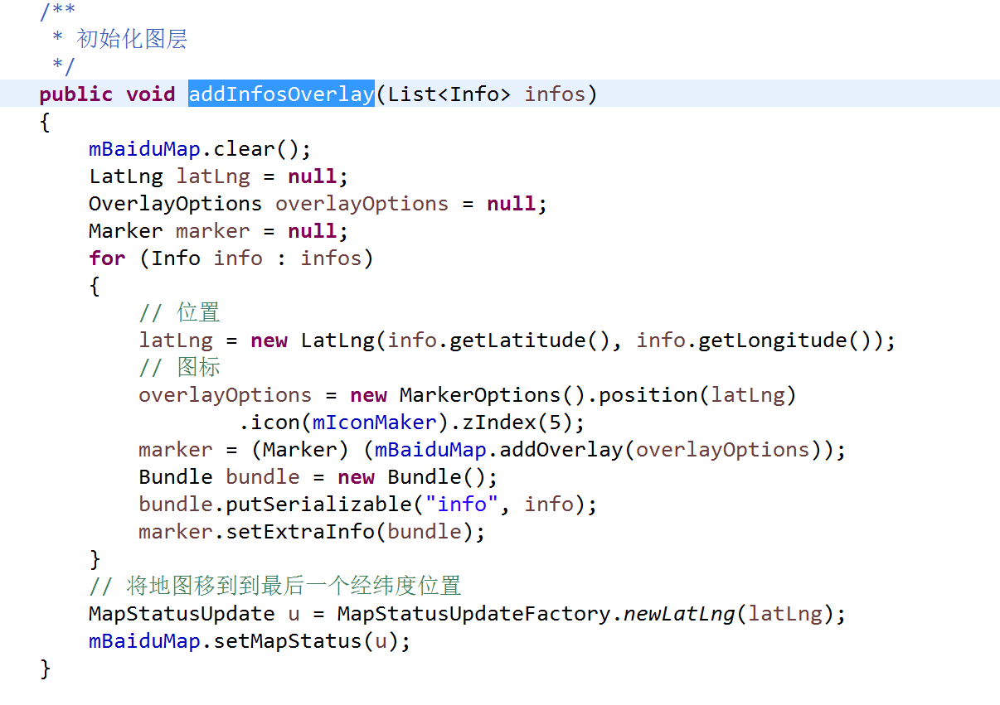 /**
 * 初始化图层
 */
public void addInfosOverlay(List<Info> infos)
{
    mBaiduMap.clear();
    LatLng latLng = null;
    OverlayOptions overlayOptions = null;
    Marker marker = null;
    for (Info info : infos)
    {
        // 位置
        latLng = new LatLng(info.getLatitude(), info.getLongitude());
        // 图标
        overlayOptions = new MarkerOptions().position(latLng)
                .icon(mIconMaker).zIndex(5);
        marker = (Marker) (mBaiduMap.addOverlay(overlayOptions));
        Bundle bundle = new Bundle();
        bundle.putSerializable("info", info);
        marker.setExtraInfo(bundle);
    }
    // 将地图移到到最后一个经纬度位置
    MapStatusUpdate u = MapStatusUpdateFactory.newLatLng(latLng);
    mBaiduMap.setMapStatus(u);
}